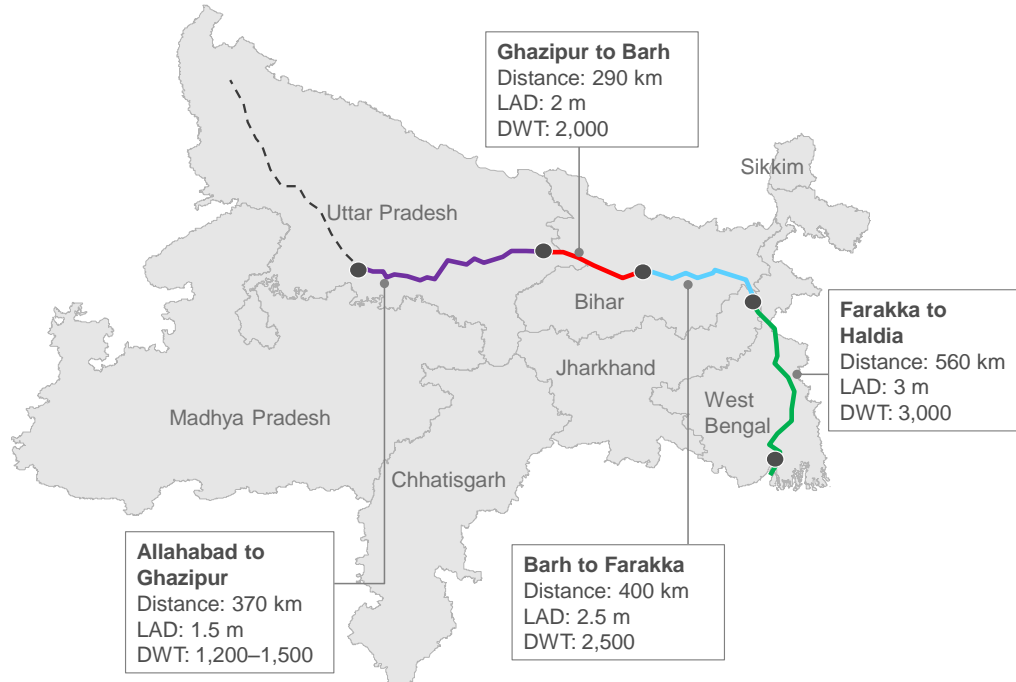 Ghazipur to Barh
Distance: 290 km
LAD: 2 m
DWT: 2,000
Sikkim
Uttar Pradesh
Bihar
Farakka to
Haldia
Distance: 560 km
LAD: 3 m
DWT: 3,000
Jharkhand
West
Bengal
Madhya Pradesh
Chhatisgarh
Allahabad to
Ghazipur
Distance: 370 km
LAD: 1.5 m
DWT: 1,200–1,500
Barh to Farakka
Distance: 400 km
LAD: 2.5 m
DWT: 2,500